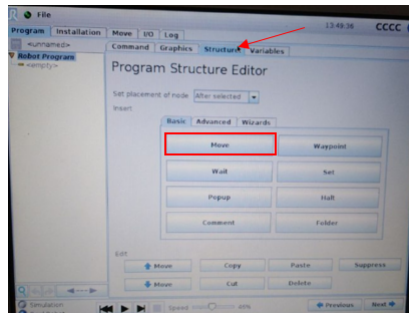 File 13:49:36 CCCC
Program Installation Move I/O Log
<unnamed> Command Graphics Structure Variables
Robot Program
<empty>
Program Structure Editor
Set placement of node After selected
Insert
Basic Advanced Wizards
Move Waypoint
Wait Set
Popup Halt
Comment Folder
Edit
Move Copy Paste Suppress
Move Cut Delete
Simulation
Speed Previous Next